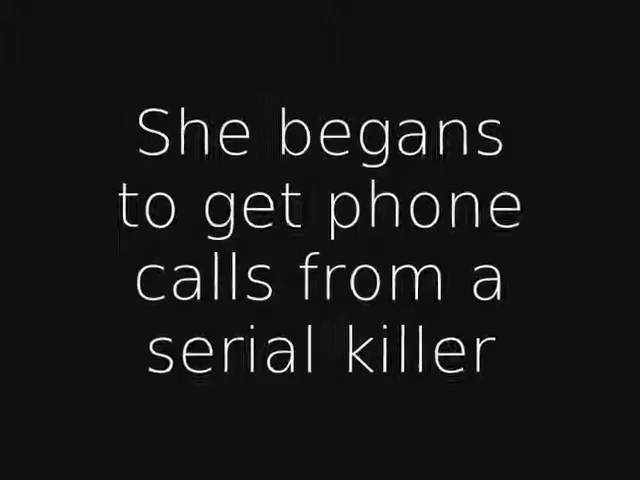 She begans
to get phone
calls from a
serial killer